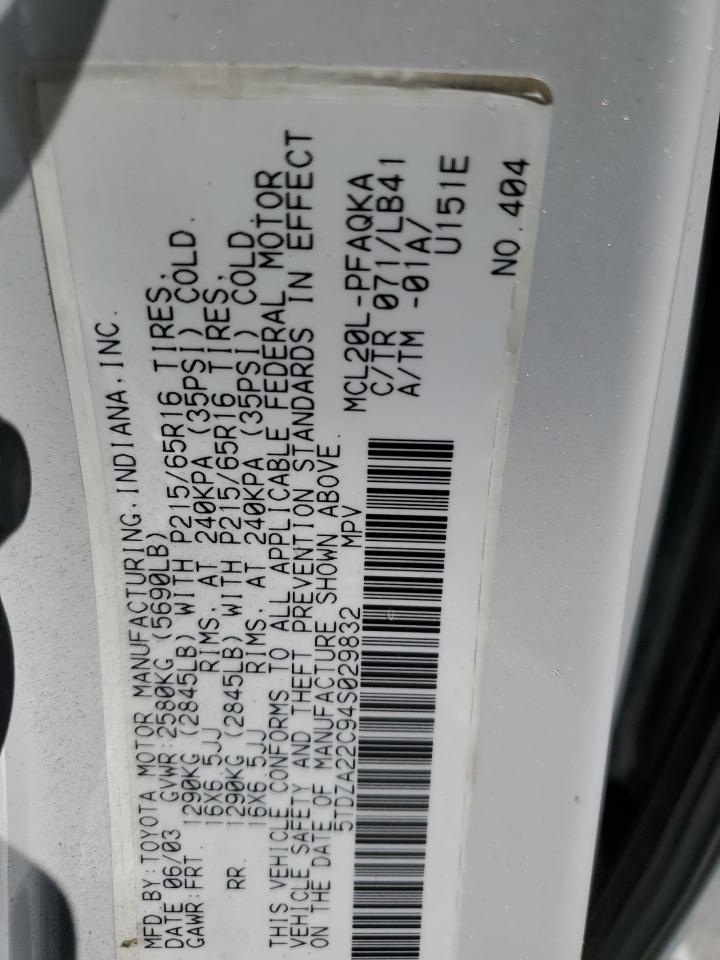 MFD. BY: TOYOTA MOTOR MANUFACTURING, INDIANA, INC.
DATE 06/03 GVWR: 2580KG (5690LB)
GAWR: FRT. 1290KG (2845LB) WITH P215/65R16 TIRES,
16X6.5JJ RIMS, AT 240KPA (35PSI) COLD.
RR. 1290KG (2845LB) WITH P215/65R16 TIRES,
16X6.5JJ RIMS, AT 240KPA (35PSI) COLD.
THIS VEHICLE CONFORMS TO ALL APPLICABLE FEDERAL MOTOR
VEHICLE SAFETY AND THEFT PREVENTION STANDARDS IN EFFECT
ON THE DATE OF MANUFACTURE SHOWN ABOVE.
5TDZA22C94S029832 MPV
MCL20L-PFAQKA
C/TR 071/LB41
A/TM -01A/ U151E
NO.404